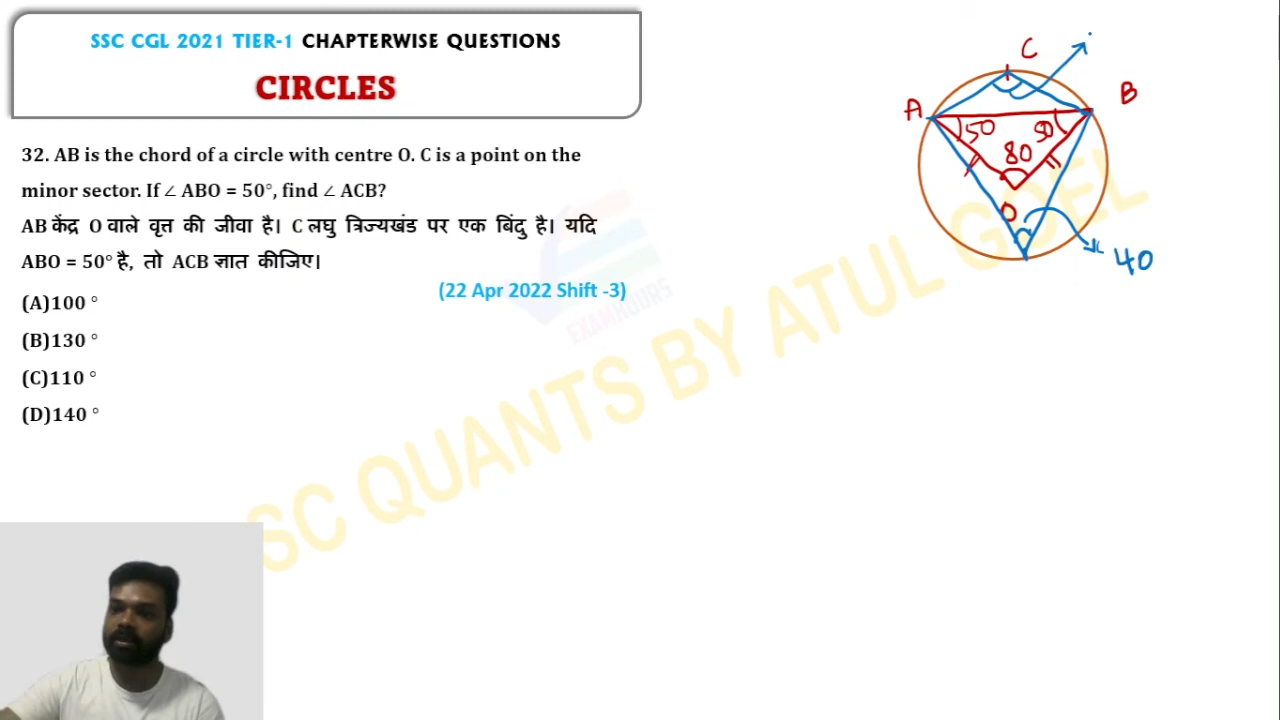 SSC CGL 2021 TIER-1 CHAPTERWISE QUESTIONS
CIRCLES
32. AB is the chord of a circle with centre O. C is a point on the
minor sector. If ∠ ABO = 50°, find ∠ ACB?
AB केंद्र O वाले वृत्त की जीवा है। C लघु त्रिज्यखंड पर एक बिंदु है। यदि
ABO = 50° है, तो ACB ज्ञात कीजिए।
(22 Apr 2022 Shift -3)
(A)100 °
(B)130 °
(C)110 °
(D)140 °
C
A
B
50
50
80
O
40
EXAMHOURS
SC QUANTS BY ATUL GOEL